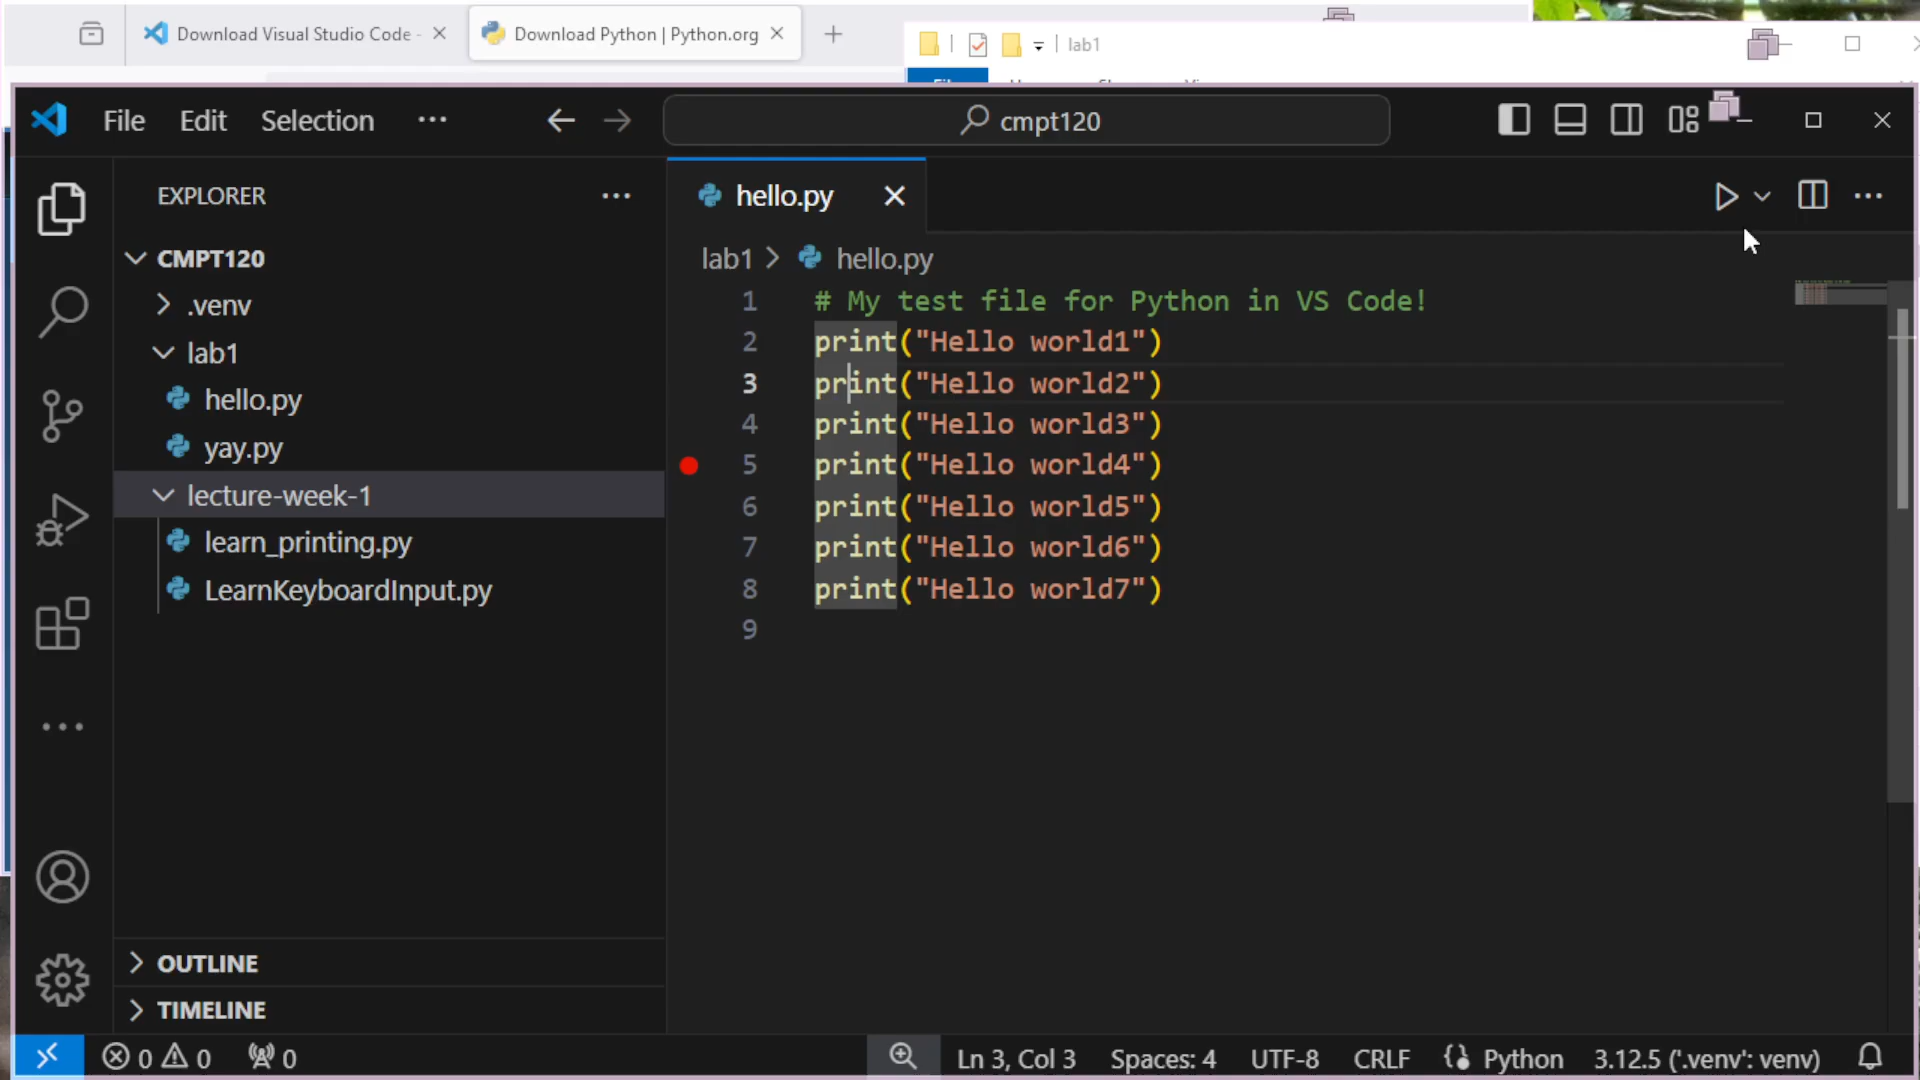 Download Visual Studio Code -
Download Python | Python.org
lab1
File Edit Selection ···
cmpt120
EXPLORER
CMPT120
.venv
lab1
hello.py
yay.py
lecture-week-1
learn_printing.py
LearnKeyboardInput.py
OUTLINE
TIMELINE
hello.py
lab1 > hello.py
1 # My test file for Python in VS Code!
2 print("Hello world1")
3 print("Hello world2")
4 print("Hello world3")
5 print("Hello world4")
6 print("Hello world5")
7 print("Hello world6")
8 print("Hello world7")
9
0 0 0 Ln 3, Col 3 Spaces: 4 UTF-8 CRLF Python 3.12.5 ('.venv': venv)